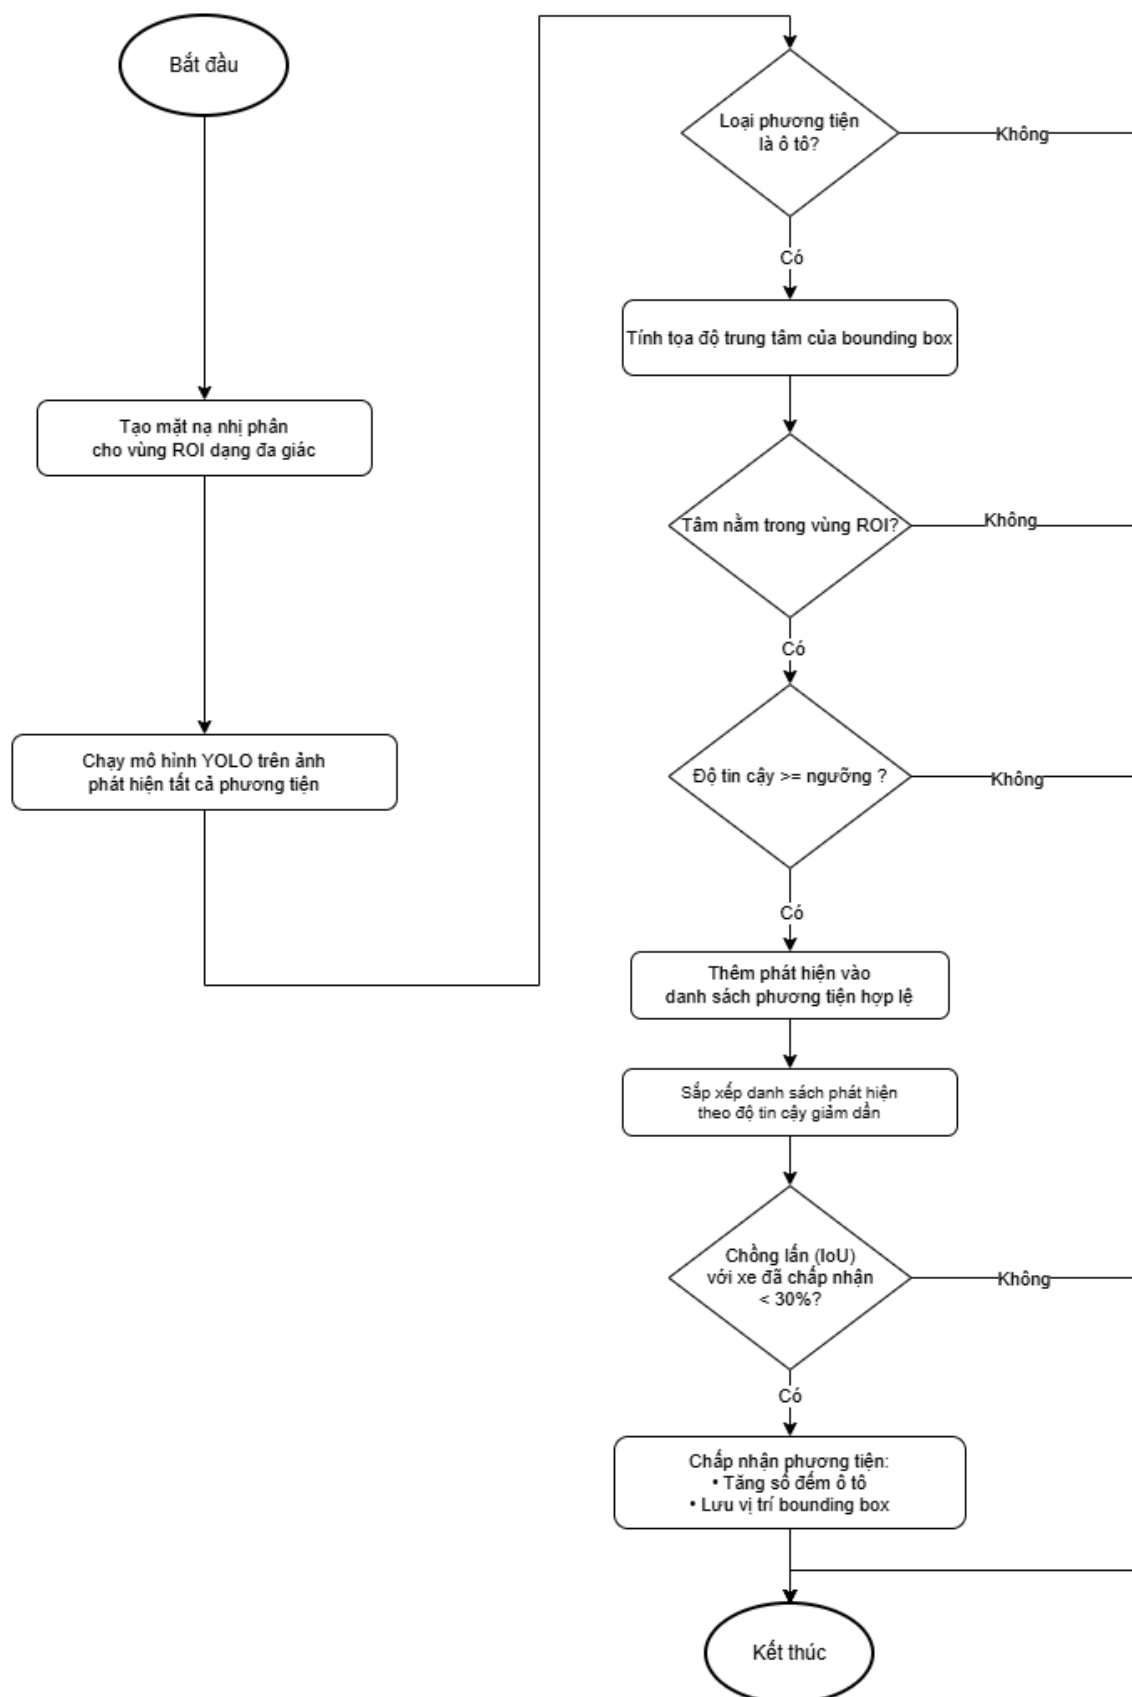 Bắt đầu
Tạo mặt nạ nhị phân
cho vùng ROI dạng đa giác
Chạy mô hình YOLO trên ảnh
phát hiện tất cả phương tiện
Loại phương tiện
là ô tô?
Không
Có
Tính tọa độ trung tâm của bounding box
Tâm nằm trong vùng ROI?
Không
Có
Độ tin cậy >= ngưỡng ?
Không
Có
Thêm phát hiện vào
danh sách phương tiện hợp lệ
Sắp xếp danh sách phát hiện
theo độ tin cậy giảm dần
Chồng lấn (IoU)
với xe đã chấp nhận
< 30%?
Không
Có
Chấp nhận phương tiện:
• Tăng số đếm ô tô
• Lưu vị trí bounding box
Kết thúc